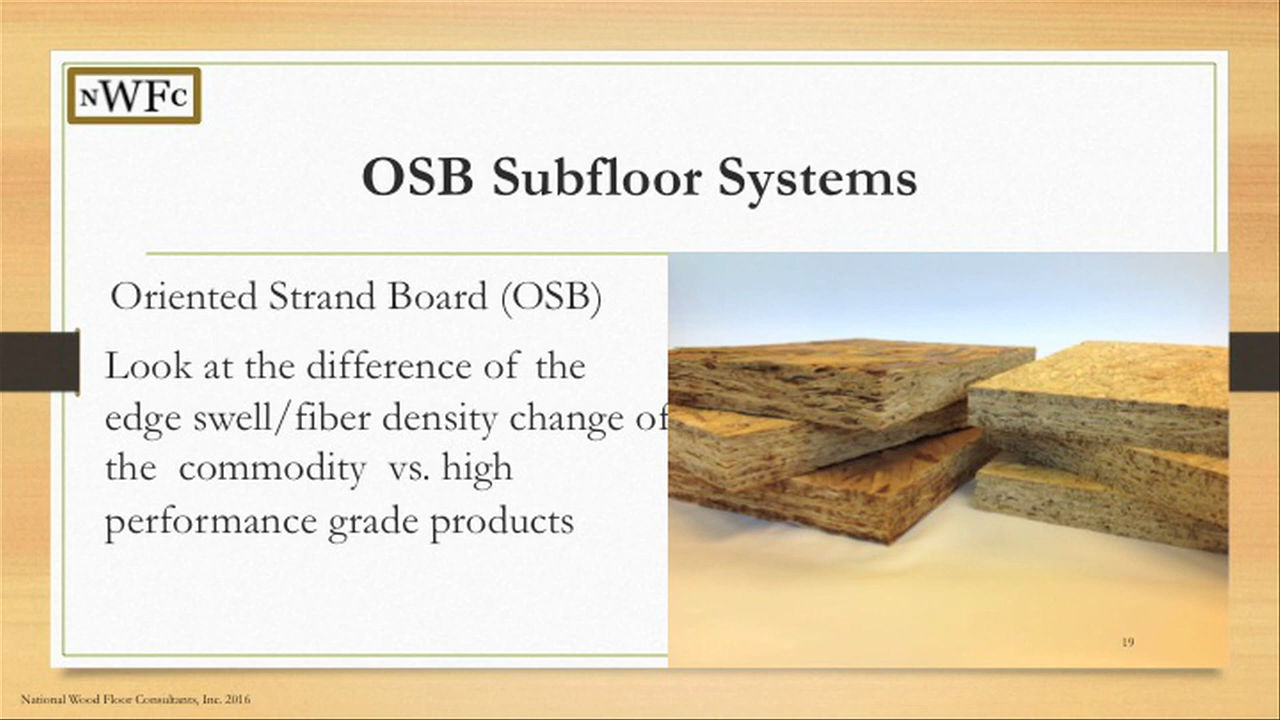 NWFC
OSB Subfloor Systems
Oriented Strand Board (OSB)
Look at the difference of the
edge swell/fiber density change of
the commodity vs. high
performance grade products
19
National Wood Floor Consultants, Inc. 2016